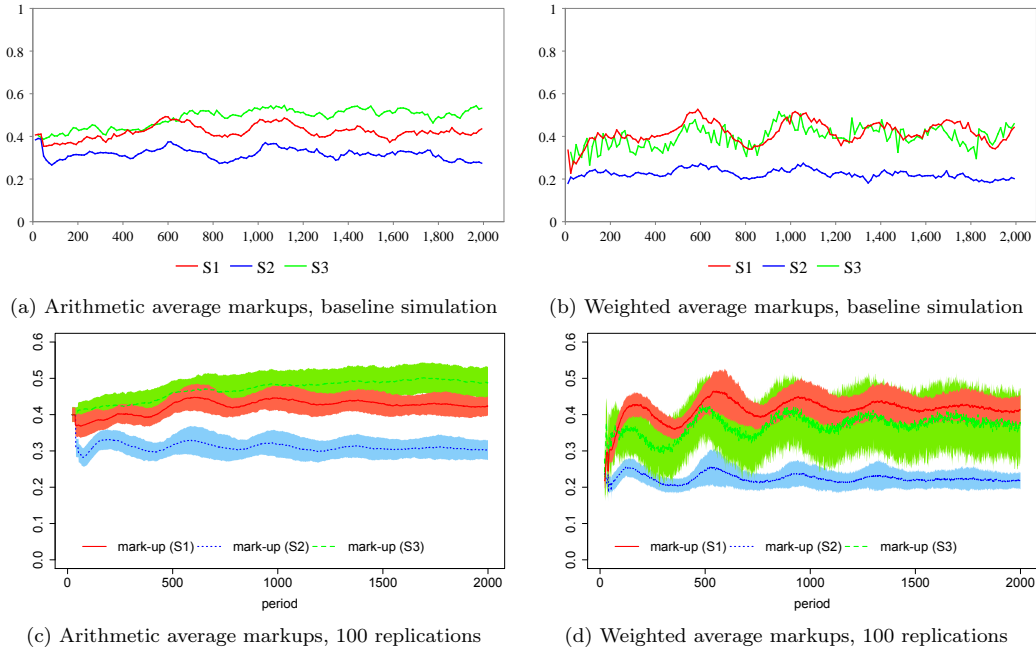 1
0.8
0.6
0.4
0.2
0
0 200 400 600 800 1,000 1,200 1,400 1,600 1,800 2,000
S1 S2 S3
(a) Arithmetic average markups, baseline simulation
1
0.8
0.6
0.4
0.2
0
0 200 400 600 800 1,000 1,200 1,400 1,600 1,800 2,000
S1 S2 S3
(b) Weighted average markups, baseline simulation
0.6
0.5
0.4
0.3
0.2
0.1
0.0
mark-up (S1) mark-up (S2) mark-up (S3)
0 500 1000 1500 2000
period
(c) Arithmetic average markups, 100 replications
0.6
0.5
0.4
0.3
0.2
0.1
0.0
mark-up (S1) mark-up (S2) mark-up (S3)
0 500 1000 1500 2000
period
(d) Weighted average markups, 100 replications